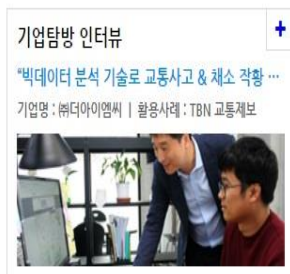 기업탐방 인터뷰
+
“빅데이터 분석 기술로 교통사고 & 채소 작황 …
기업명 : ㈜더아이엠씨 | 활용사례 : TBN 교통제보